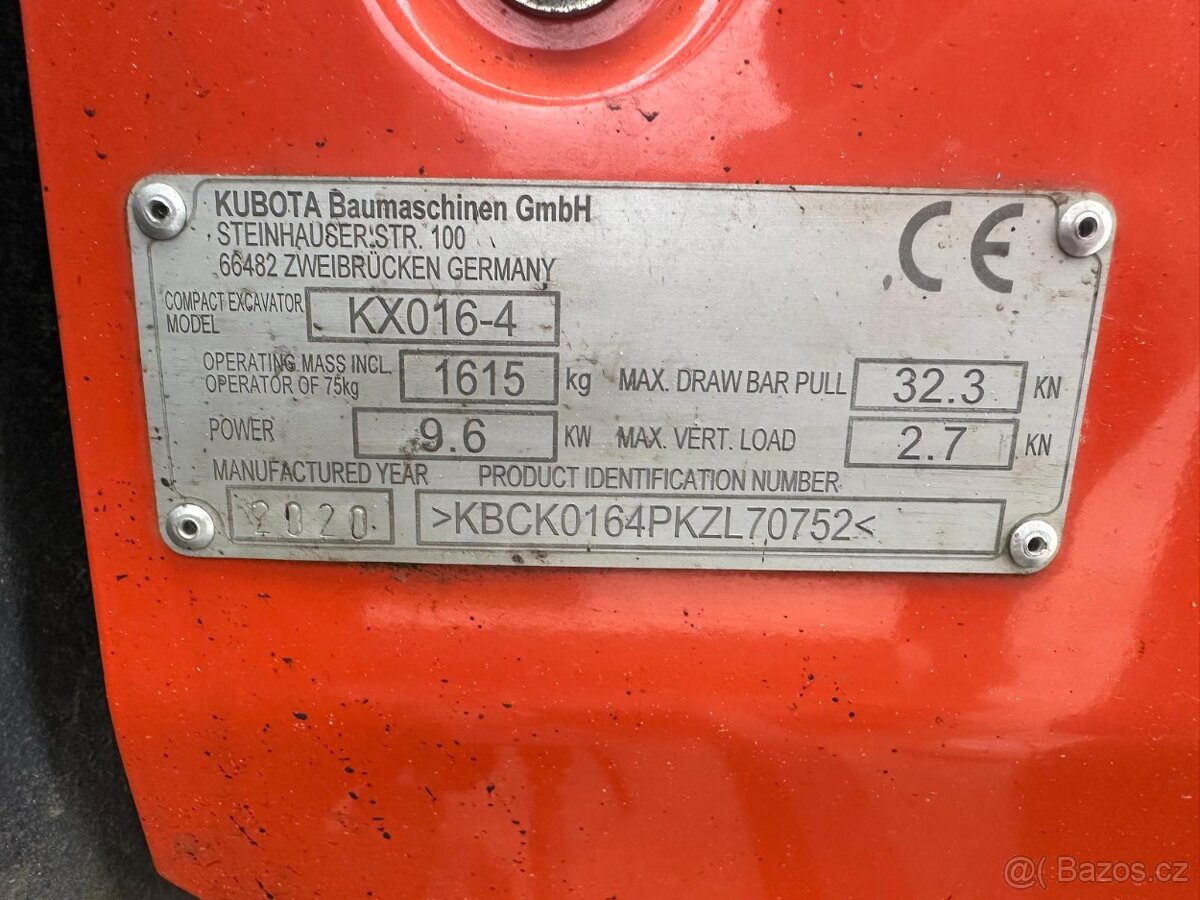 KUBOTA Baumaschinen GmbH
STEINHAUSER STR. 100
66482 ZWEIBRÜCKEN GERMANY
CE
COMPACT EXCAVATOR
MODEL
KX016-4
OPERATING MASS INCL.
OPERATOR OF 75kg
1615 kg
MAX. DRAW BAR PULL 32.3 KN
POWER 9.6 KW
MAX. VERT. LOAD 2.7 KN
MANUFACTURED YEAR PRODUCT IDENTIFICATION NUMBER
2020 >KBCK0164PKZL70752<
Bazoš.cz